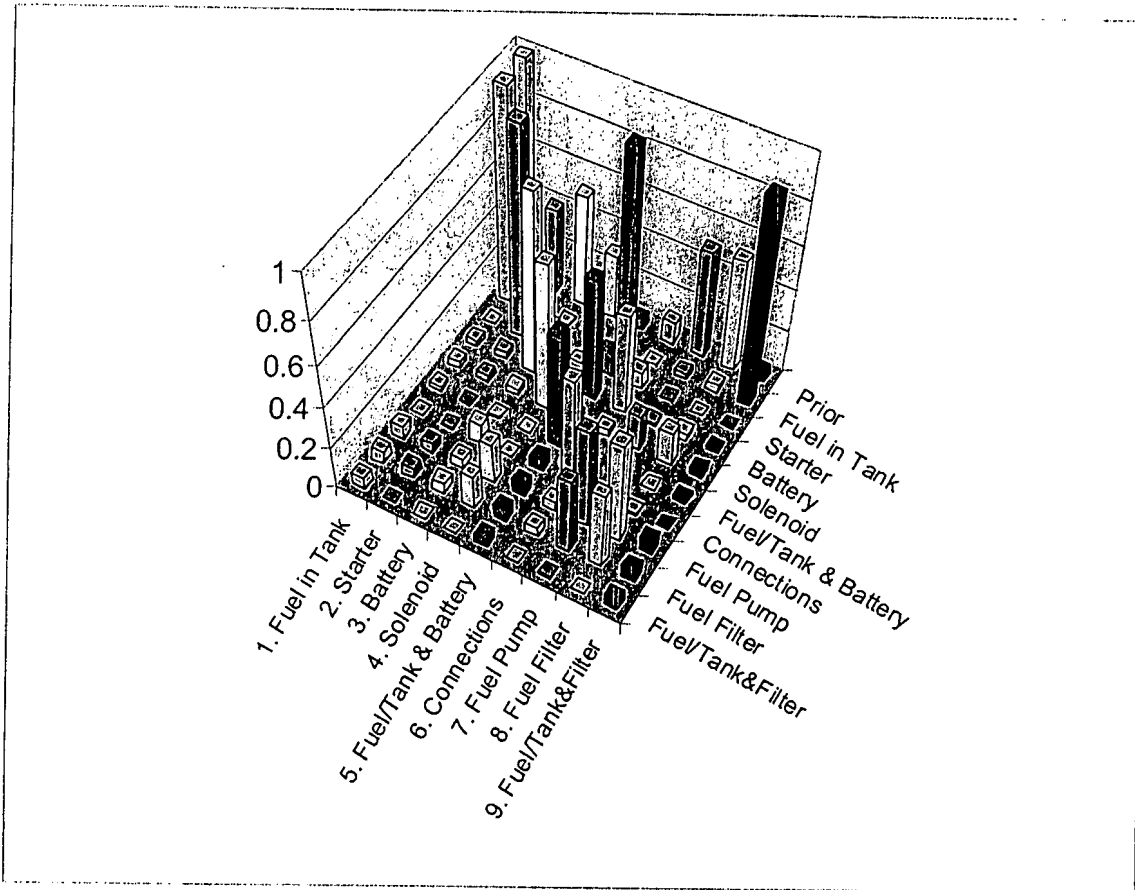 1
0.8
0.6
0.4
0.2
0
1. Fuel in Tank
2. Starter
3. Battery
4. Solenoid
5. Fuel/Tank & Battery
6. Connections
7. Fuel Pump
8. Fuel Filter
9. Fuel/Tank&Filter
Prior
Fuel in Tank
Starter
Battery
Solenoid
Fuel/Tank & Battery
Connections
Fuel Pump
Fuel Filter
Fuel/Tank&Filter